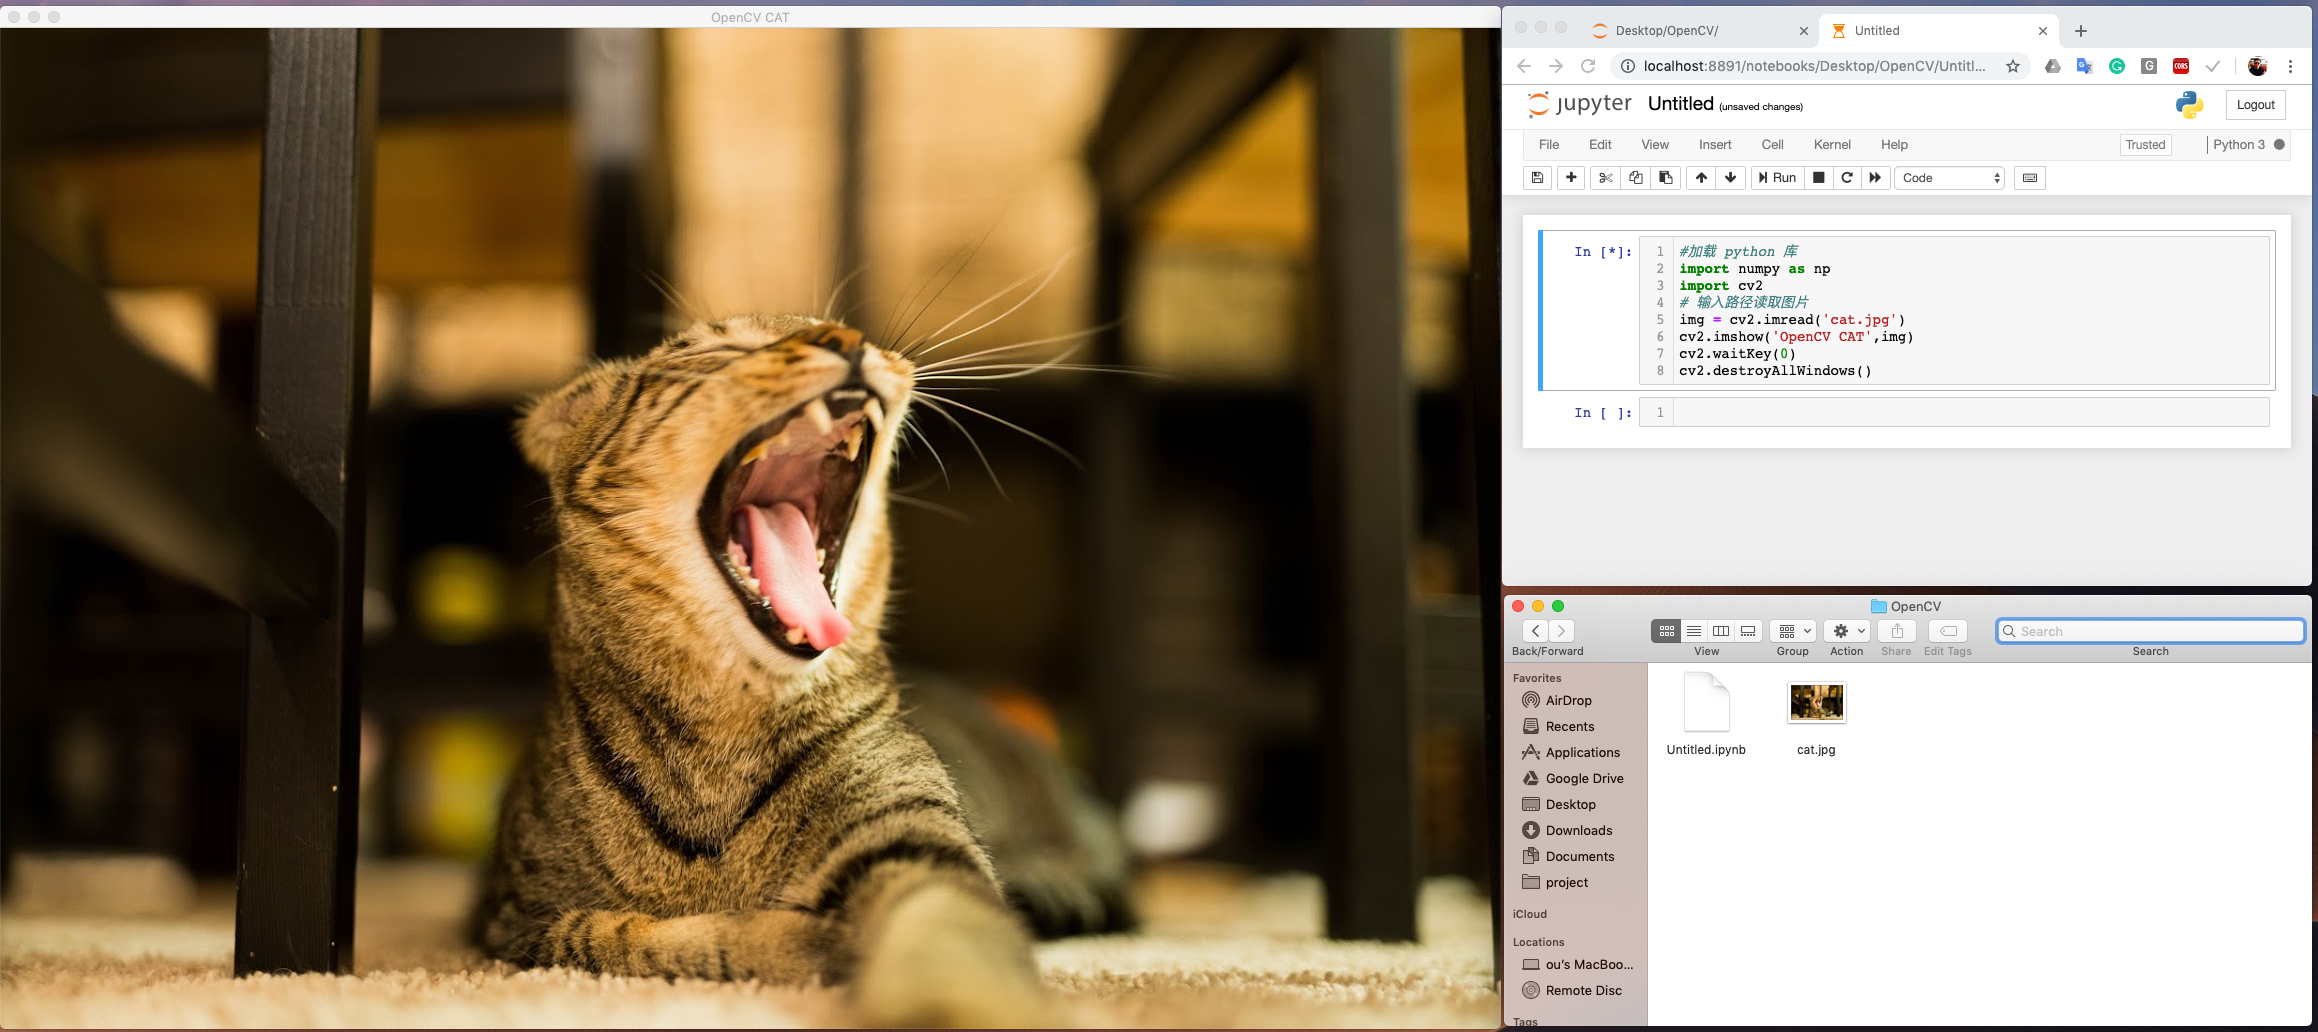 OpenCV CAT
Desktop/OpenCV/
Untitled
localhost:8891/notebooks/Desktop/OpenCV/Untitl...
CORS
jupyter Untitled (unsaved changes)
Logout
File Edit View Insert Cell Kernel Help
Trusted
Python 3
Run
Code
In [*]:
1 #加载 python 库
2 import numpy as np
3 import cv2
4 # 输入路径读取图片
5 img = cv2.imread('cat.jpg')
6 cv2.imshow('OpenCV CAT',img)
7 cv2.waitKey(0)
8 cv2.destroyAllWindows()
In [ ]:
1
OpenCV
Search
Back/Forward
View
Group
Action
Share
Edit Tags
Search
Favorites
AirDrop
Recents
Applications
Google Drive
Desktop
Downloads
Documents
project
iCloud
Locations
ou's MacBoo...
Remote Disc
Tags
Untitled.ipynb
cat.jpg